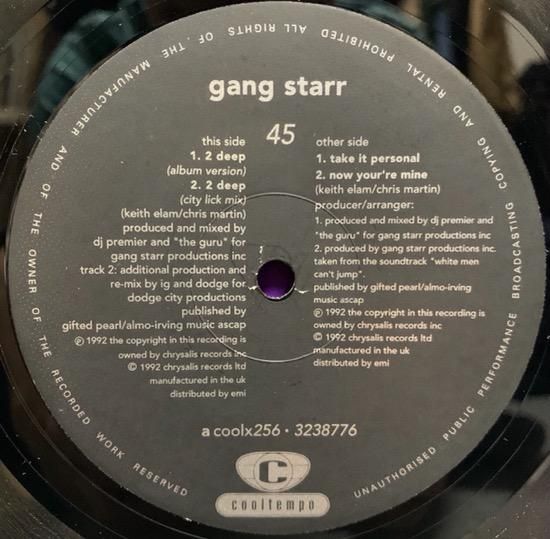 gang starr
this side
45
1. 2 deep
(album version)
2. 2 deep
(city lick mix)
(keith elam/chris martin)
produced and mixed by
dj premier and "the guru" for
gang starr productions inc
track 2: additional production and
re-mix by ig and dodge for
dodge city productions
published by
gifted pearl/almo-irving music ascap
℗ 1992 the copyright in this recording is
owned by chrysalis records inc
© 1992 chrysalis records ltd
manufactured in the uk
distributed by emi
other side
1. take it personal
2. now your're mine
(keith elam/chris martin)
producer/arranger:
1. produced and mixed by dj premier and
"the guru" for gang starr productions inc
2. produced by gang starr productions inc.
taken from the soundtrack "white men
can't jump".
published by gifted pearl/almo-irving
music ascap
℗ 1992 the copyright in this recording is
owned by chrysalis records inc
© 1992 chrysalis records ltd
manufactured in the uk
distributed by emi
a coolx256 · 3238776
C
cooltempo
ALL RIGHTS OF THE MANUFACTURER AND OF THE OWNER OF THE RECORDED WORK RESERVED
UNAUTHORISED PUBLIC PERFORMANCE BROADCASTING COPYING AND RENTAL PROHIBITED